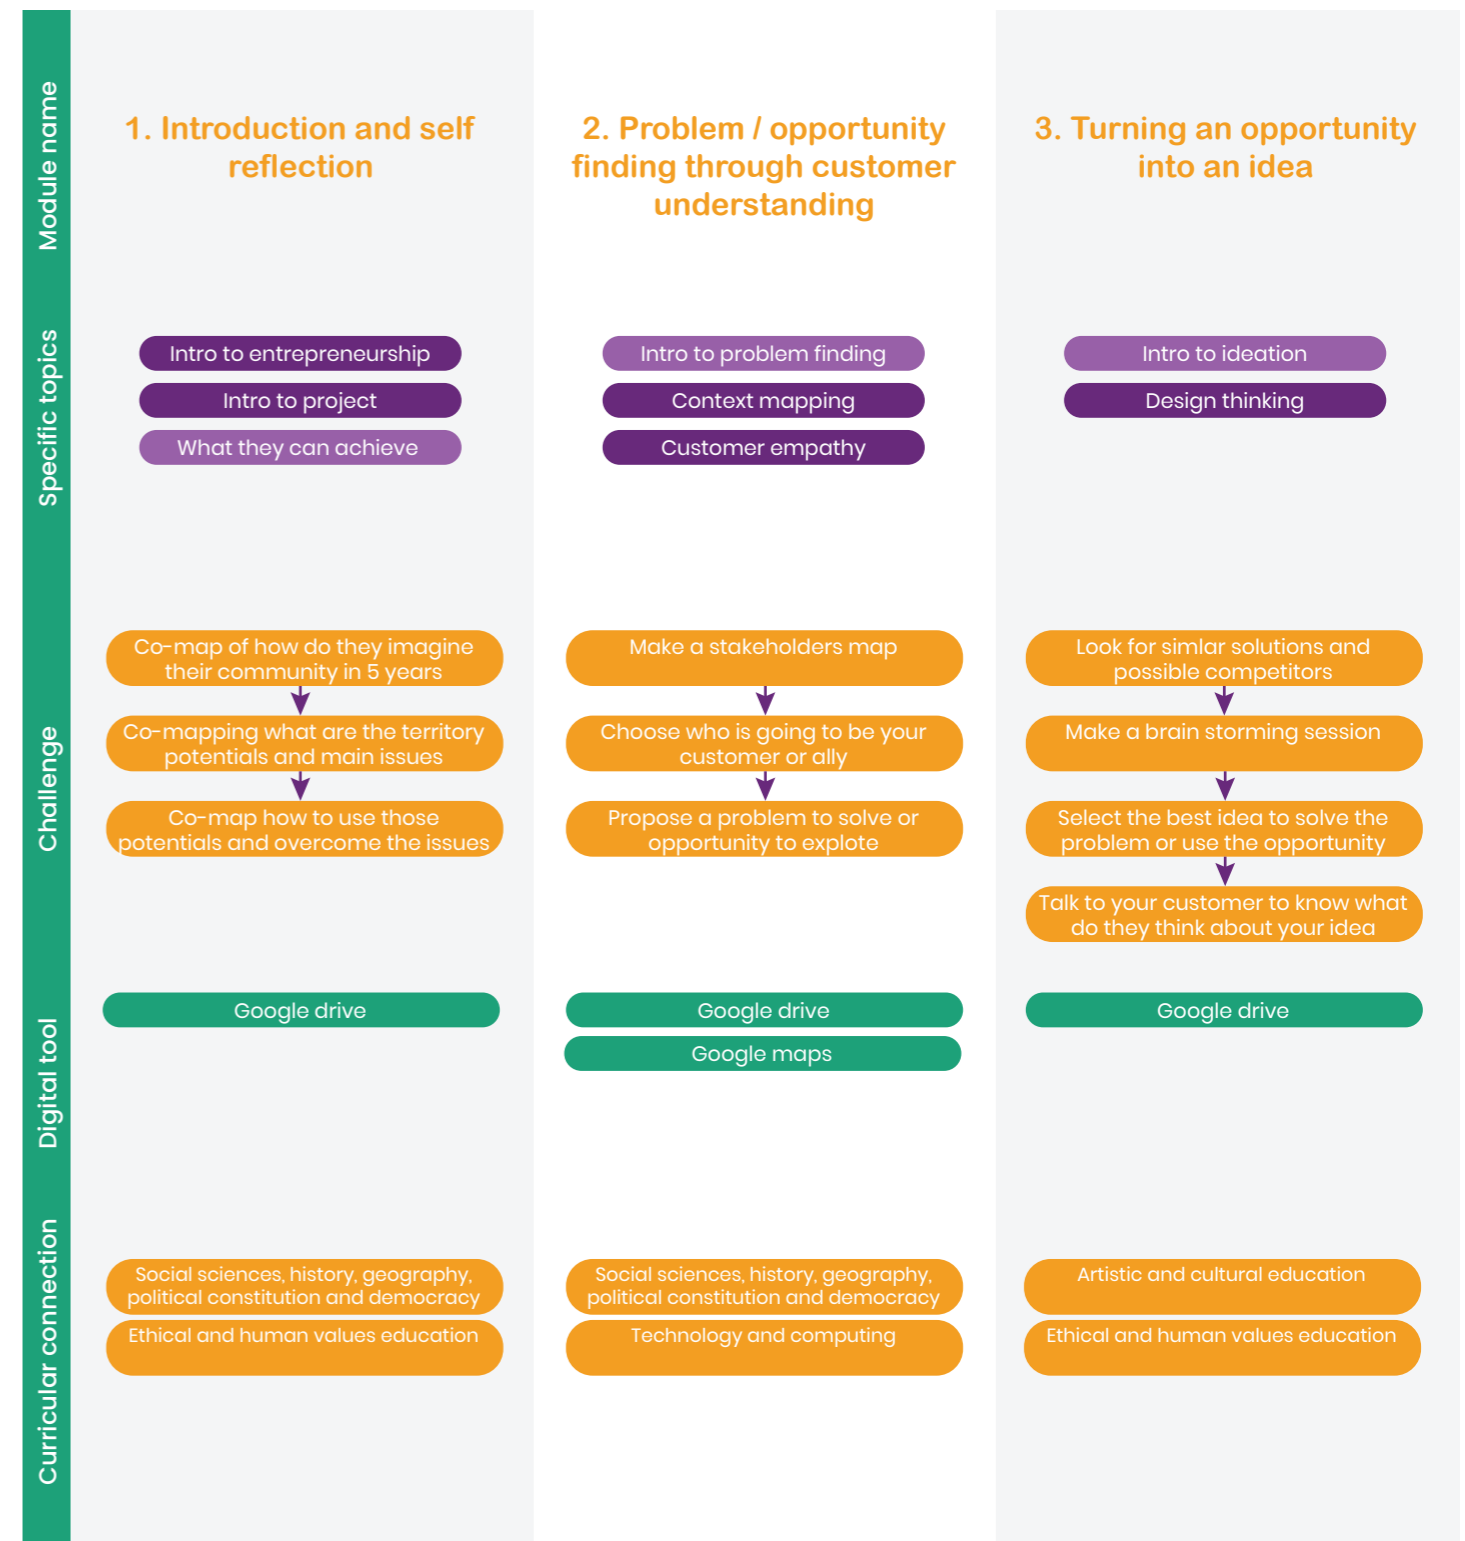 Module name
1. Introduction and self
reflection
2. Problem / opportunity
finding through customer
understanding
3. Turning an opportunity
into an idea
Specific topics
Intro to entrepreneurship
Intro to project
What they can achieve
Intro to problem finding
Context mapping
Customer empathy
Intro to ideation
Design thinking
Challenge
Co-map of how do they imagine
their community in 5 years
Co-mapping what are the territory
potentials and main issues
Co-map how to use those
potentials and overcome the issues
Make a stakeholders map
Choose who is going to be your
customer or ally
Propose a problem to solve or
opportunity to explote
Look for simlar solutions and
possible competitors
Make a brain storming session
Select the best idea to solve the
problem or use the opportunity
Talk to your customer to know what
do they think about your idea
Digital tool
Google drive
Google drive
Google maps
Google drive
Curricular connection
Social sciences, history, geography,
political constitution and democracy
Ethical and human values education
Social sciences, history, geography,
political constitution and democracy
Technology and computing
Artistic and cultural education
Ethical and human values education